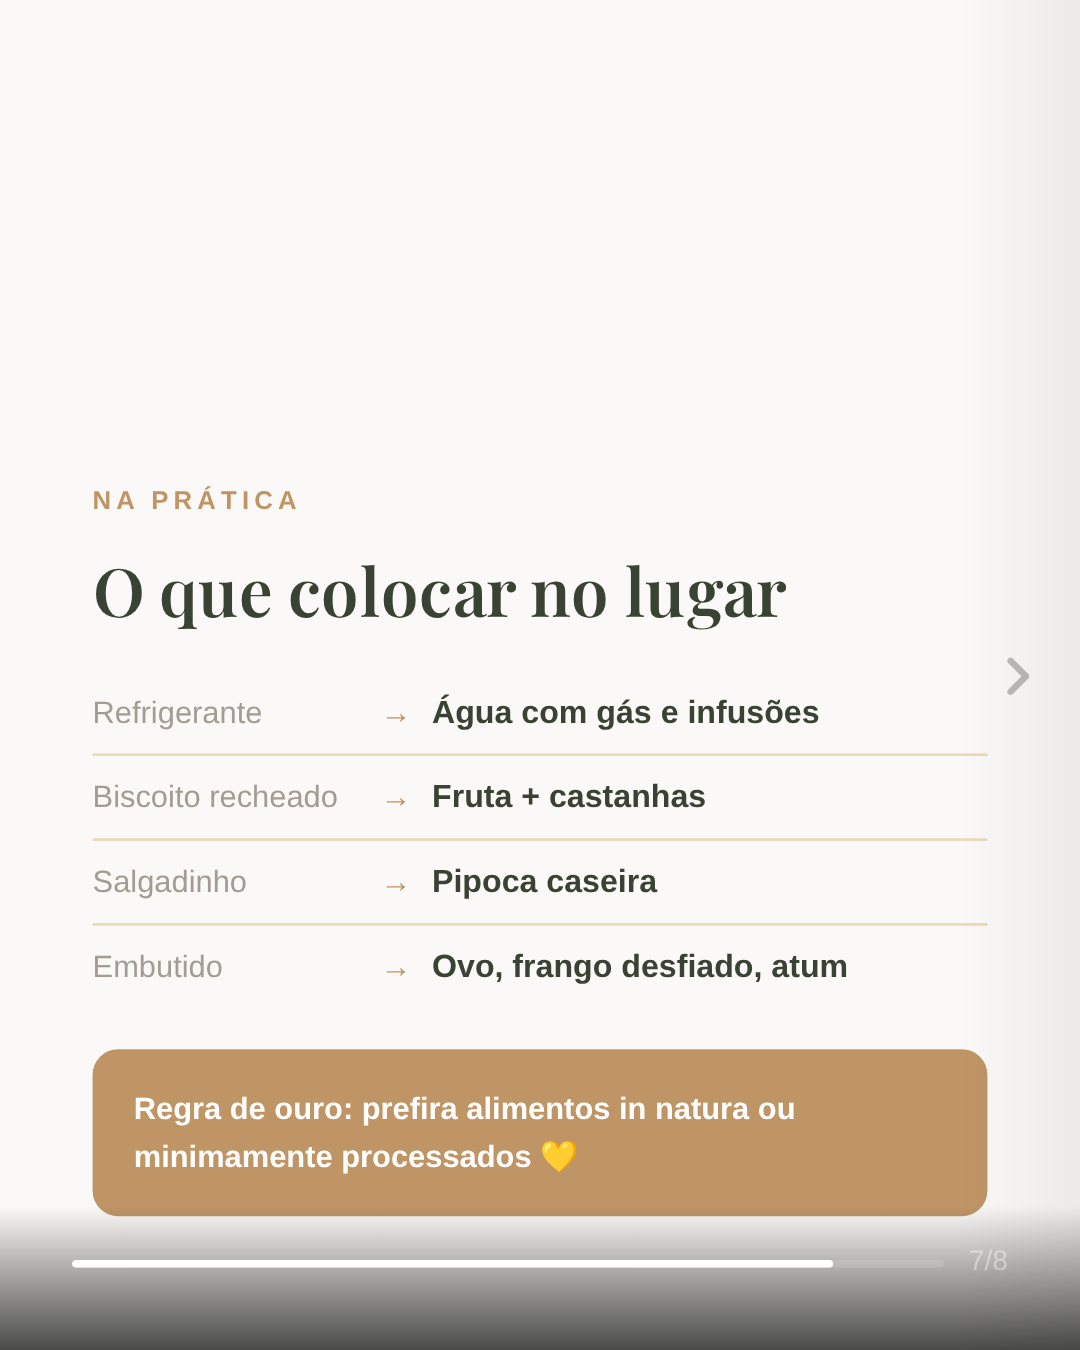 NA PRÁTICA
O que colocar no lugar
Refrigerante → Água com gás e infusões
Biscoito recheado → Fruta + castanhas
Salgadinho → Pipoca caseira
Embutido → Ovo, frango desfiado, atum
Regra de ouro: prefira alimentos in natura ou
minimamente processados 💛
7/8